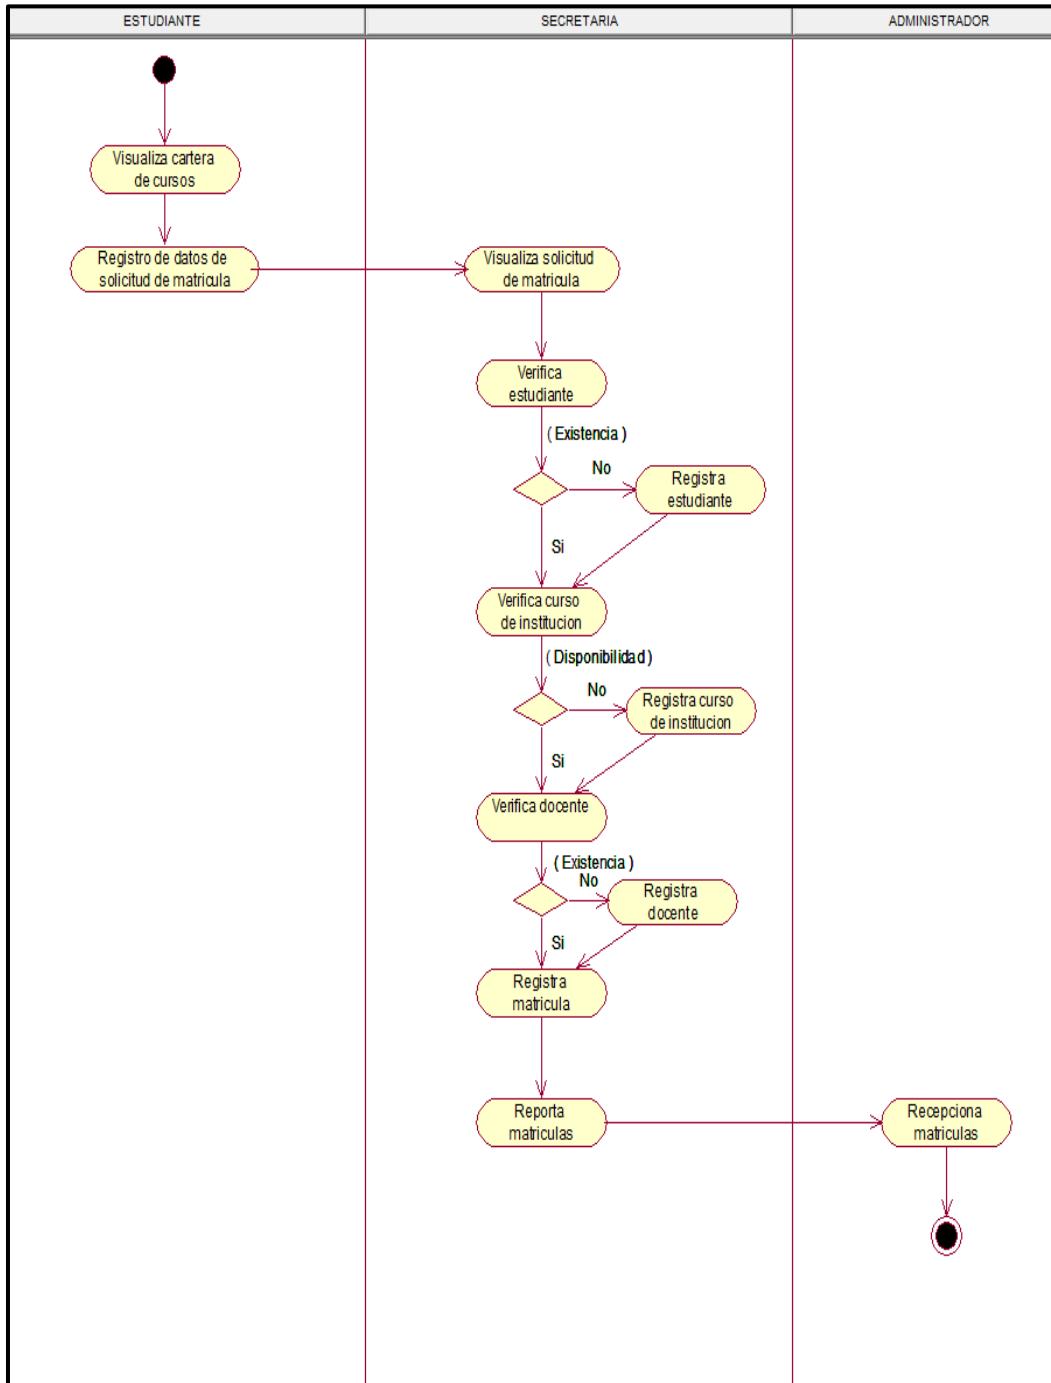 ESTUDIANTE
SECRETARIA
ADMINISTRADOR
Visualiza cartera
de cursos
Registro de datos de
solicitud de matricula
Visualiza solicitud
de matricula
Verifica
estudiante
( Existencia )
No
Registra
estudiante
Si
Verifica curso
de institucion
( Disponibilidad )
No
Registra curso
de institucion
Si
Verifica docente
( Existencia )
No
Registra
docente
Si
Registra
matricula
Reporta
matriculas
Recepciona
matriculas